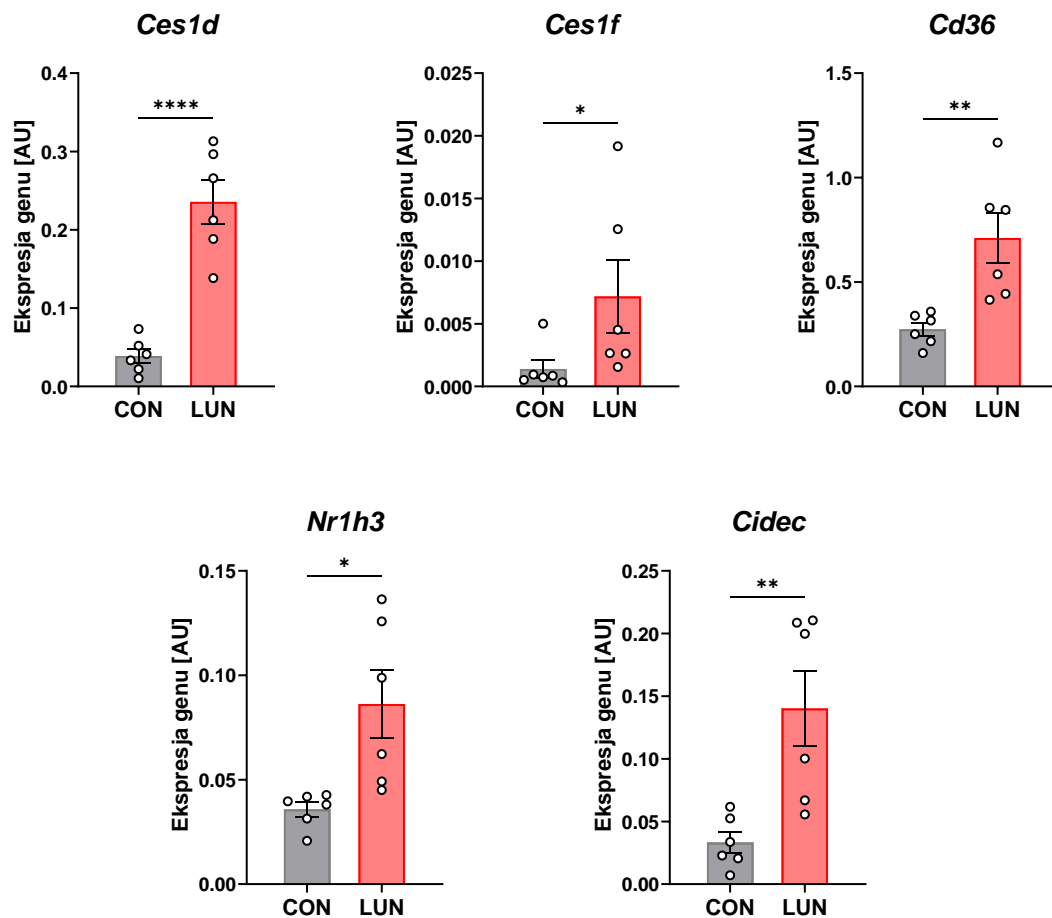 Ces1d
Ekspresja genu [AU]
0.4
0.3
0.2
0.1
0.0
****
CON LUN
Ces1f
Ekspresja genu [AU]
0.025
0.020
0.015
0.010
0.005
0.000
*
CON LUN
Cd36
Ekspresja genu [AU]
1.5
1.0
0.5
0.0
**
CON LUN
Nr1h3
Ekspresja genu [AU]
0.15
0.10
0.05
0.00
*
CON LUN
Cidec
Ekspresja genu [AU]
0.25
0.20
0.15
0.10
0.05
0.00
**
CON LUN